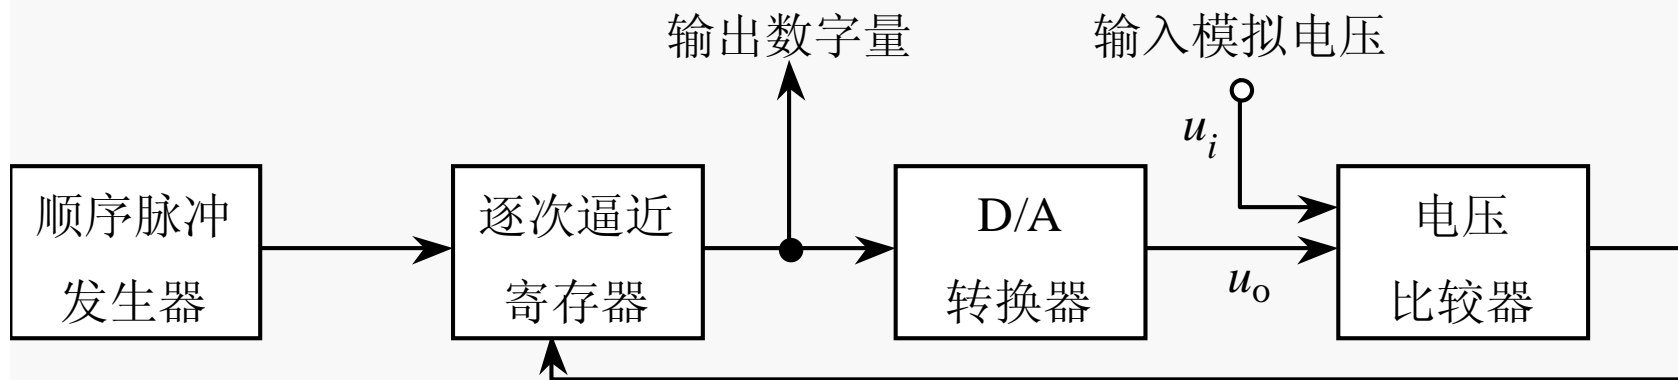 输出数字量
输入模拟电压
u_i
顺序脉冲
发生器
逐次逼近
寄存器
D/A
转换器
u_o
电压
比较器